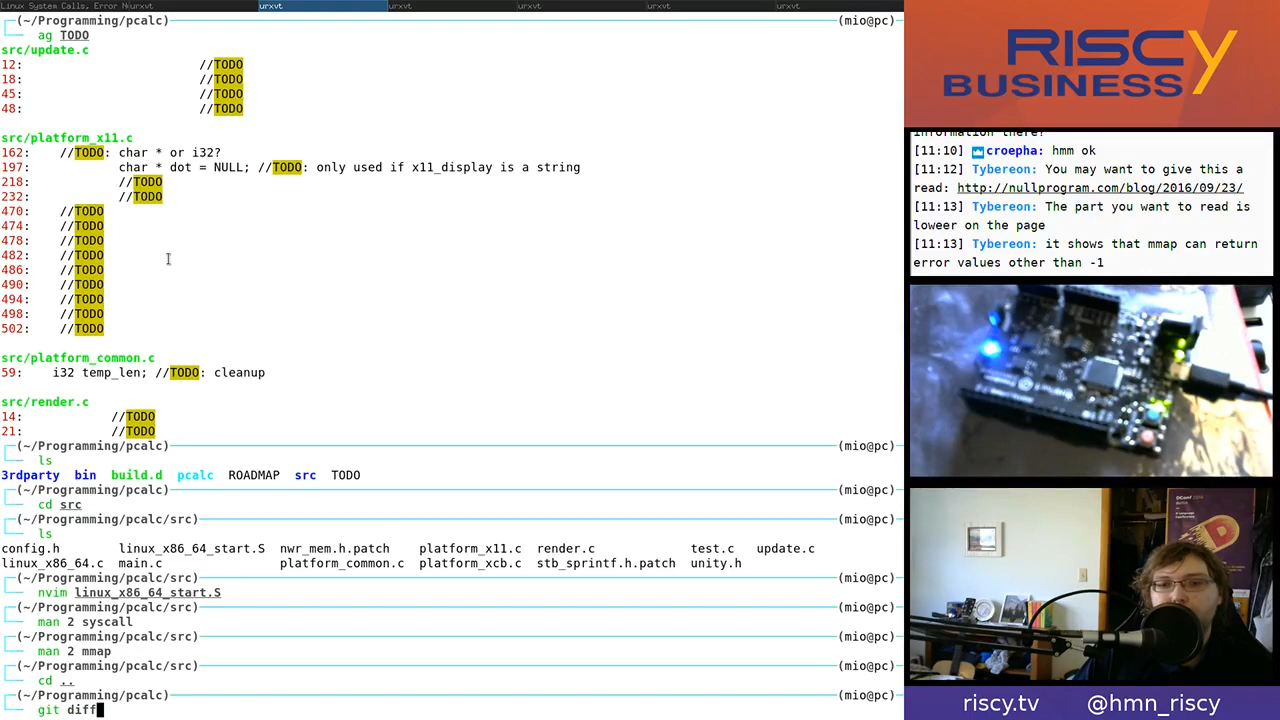 Linux System Calls, Error N urxvt urxvt urxvt urxvt urxvt urxvt
(~/Programming/pcalc) (mio@pc)
ag TODO
src/update.c
12: //TODO
18: //TODO
45: //TODO
48: //TODO
src/platform_x11.c
162: //TODO: char * or i32?
197: char * dot = NULL; //TODO: only used if x11_display is a string
218: //TODO
232: //TODO
470: //TODO
474: //TODO
478: //TODO
482: //TODO
486: //TODO
490: //TODO
494: //TODO
498: //TODO
502: //TODO
src/platform_common.c
59: i32 temp_len; //TODO: cleanup
src/render.c
14: //TODO
21: //TODO
(~/Programming/pcalc) (mio@pc)
ls
3rdparty bin build.d pcalc ROADMAP src TODO
(~/Programming/pcalc) (mio@pc)
cd src
(~/Programming/pcalc/src) (mio@pc)
ls
config.h linux_x86_64_start.S nwr_mem.h.patch platform_x11.c render.c test.c update.c
linux_x86_64.c main.c platform_common.c platform_xcb.c stb_sprintf.h.patch unity.h
(~/Programming/pcalc/src) (mio@pc)
nvim linux_x86_64_start.S
(~/Programming/pcalc/src) (mio@pc)
man 2 syscall
(~/Programming/pcalc/src) (mio@pc)
man 2 mmap
(~/Programming/pcalc/src) (mio@pc)
cd ..
(~/Programming/pcalc) (mio@pc)
git diff
RISCY
BUSINESS
information there?
[11:10] croepha: hmm ok
[11:12] Tybereon: You may want to give this a
read: http://nullprogram.com/blog/2016/09/23/
[11:13] Tybereon: The part you want to read is
loweer on the page
[11:13] Tybereon: it shows that mmap can return
error values other than -1
riscy.tv @hmn_riscy